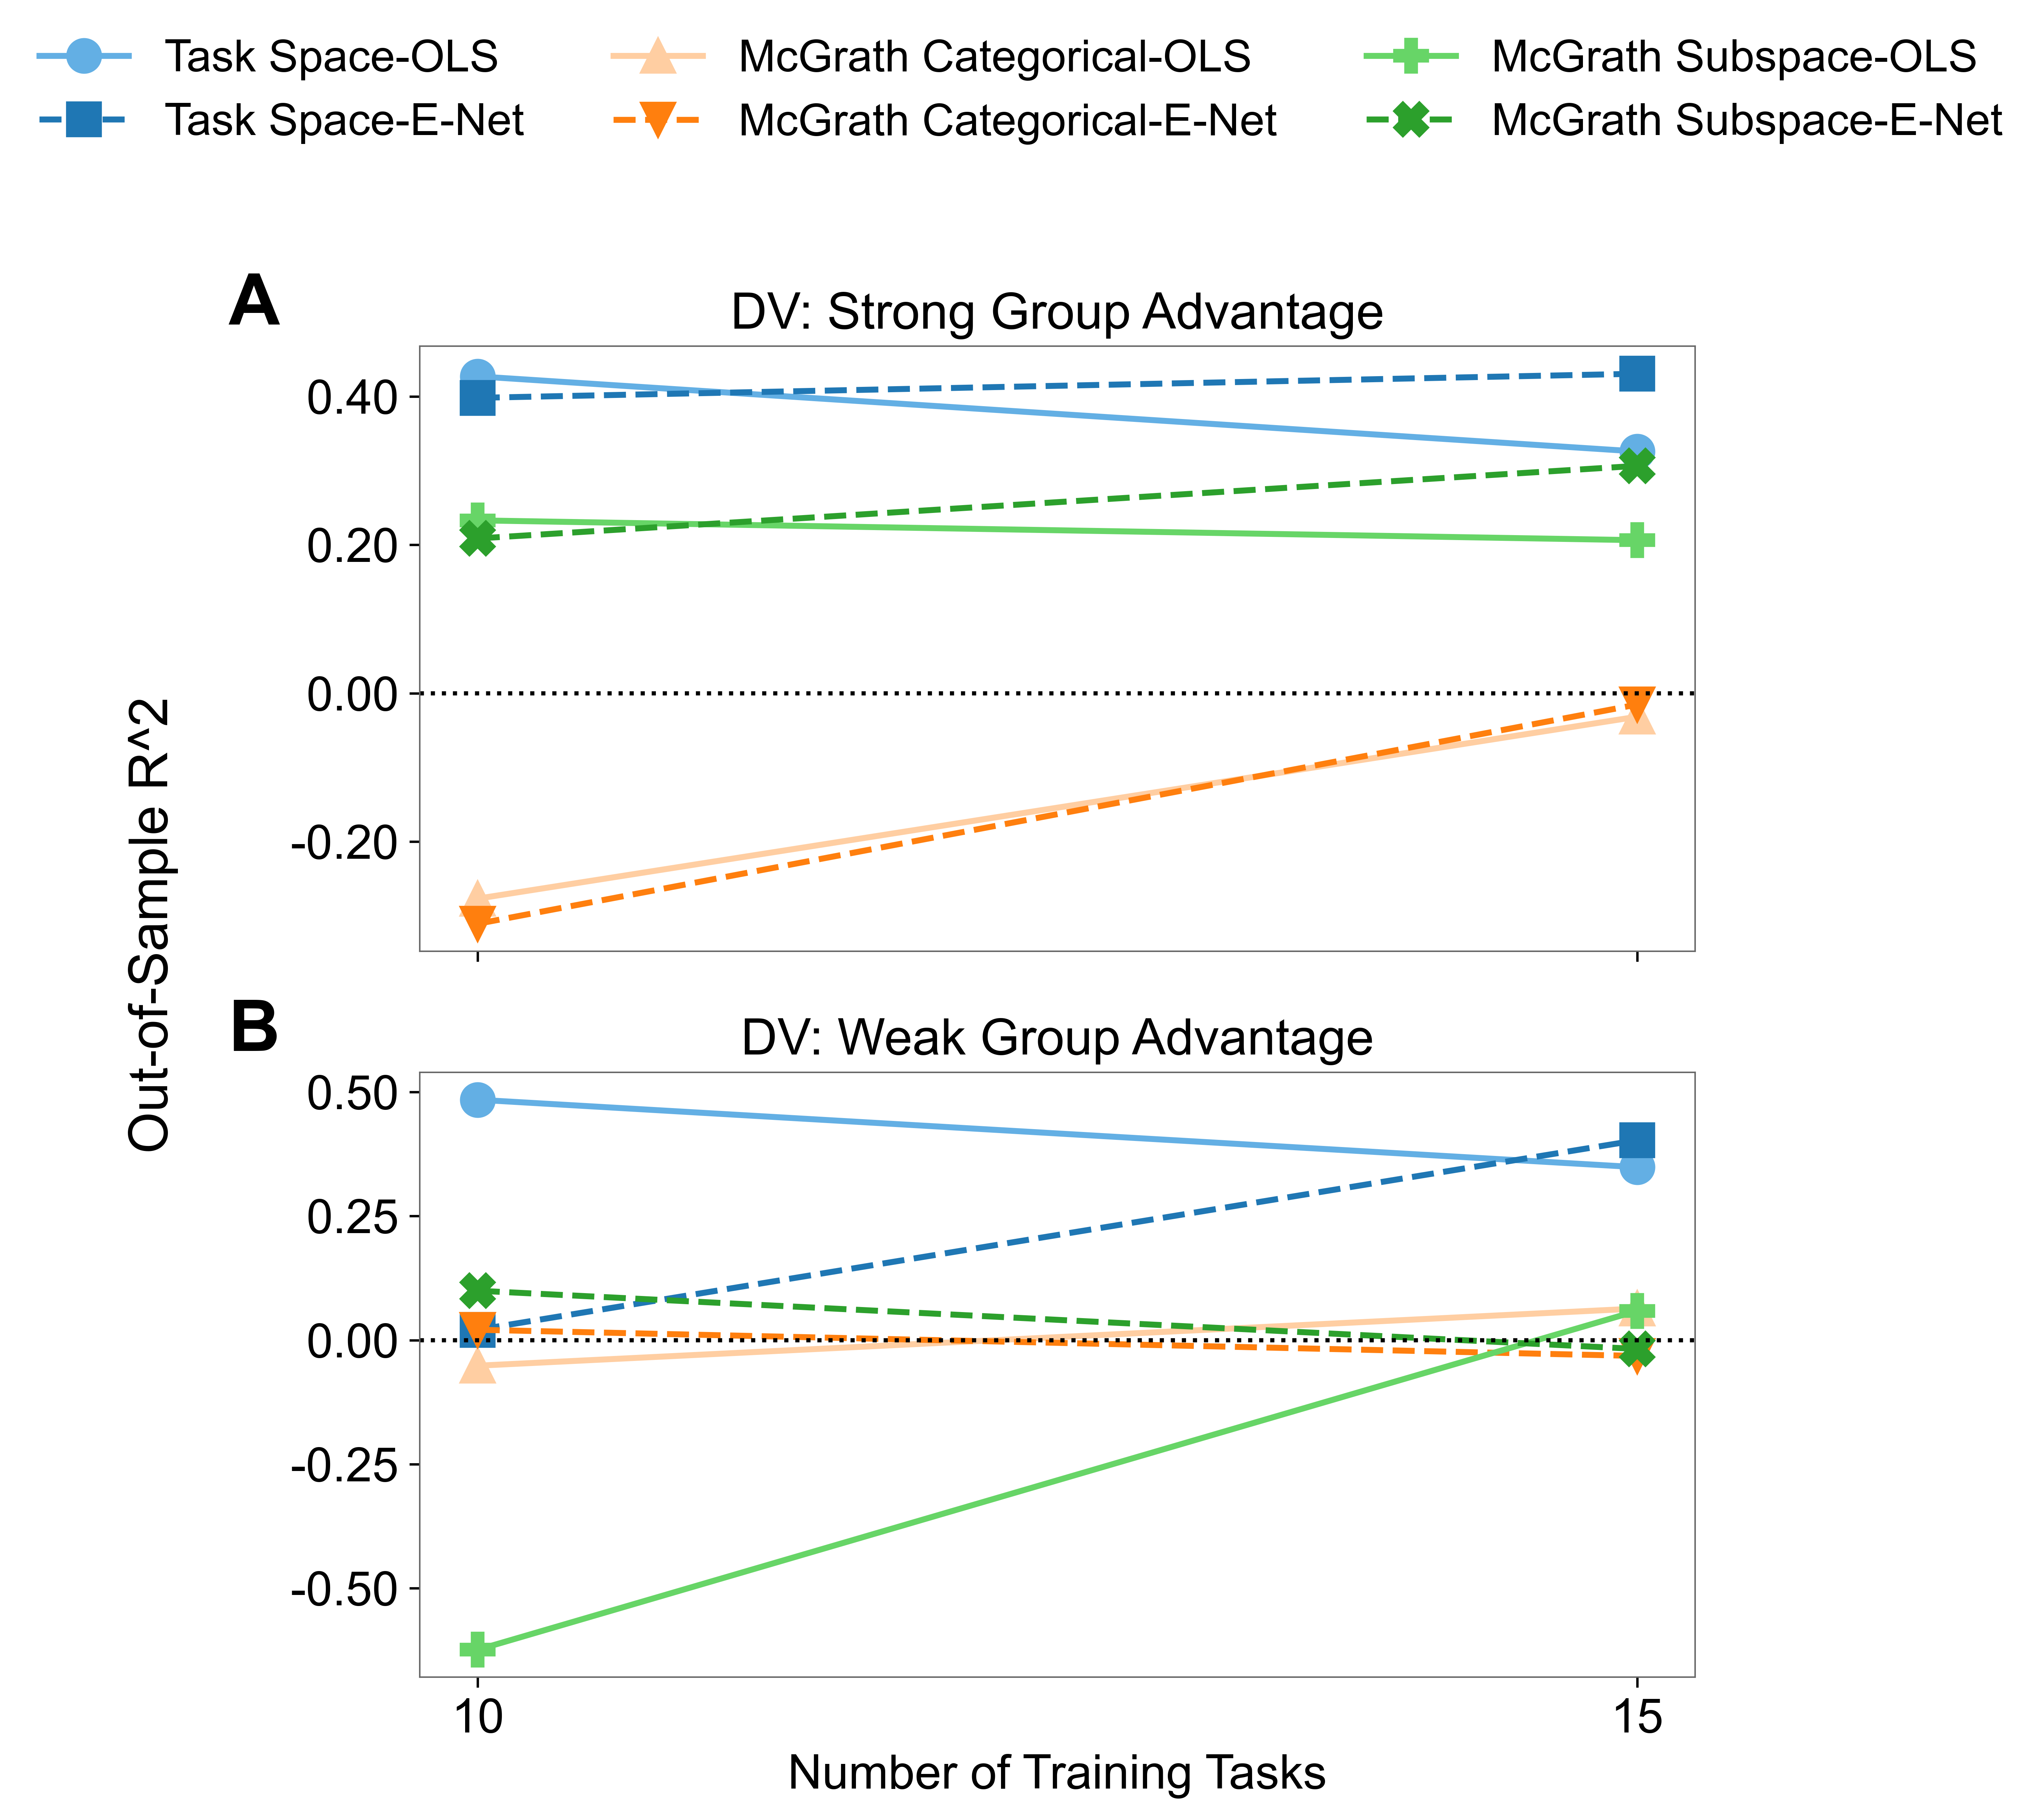 Task Space-OLS
McGrath Categorical-OLS
McGrath Subspace-OLS
Task Space-E-Net
McGrath Categorical-E-Net
McGrath Subspace-E-Net
A
DV: Strong Group Advantage
0.40
0.20
0.00
-0.20
Out-of-Sample R^2
B
DV: Weak Group Advantage
0.50
0.25
0.00
-0.25
-0.50
10
15
Number of Training Tasks